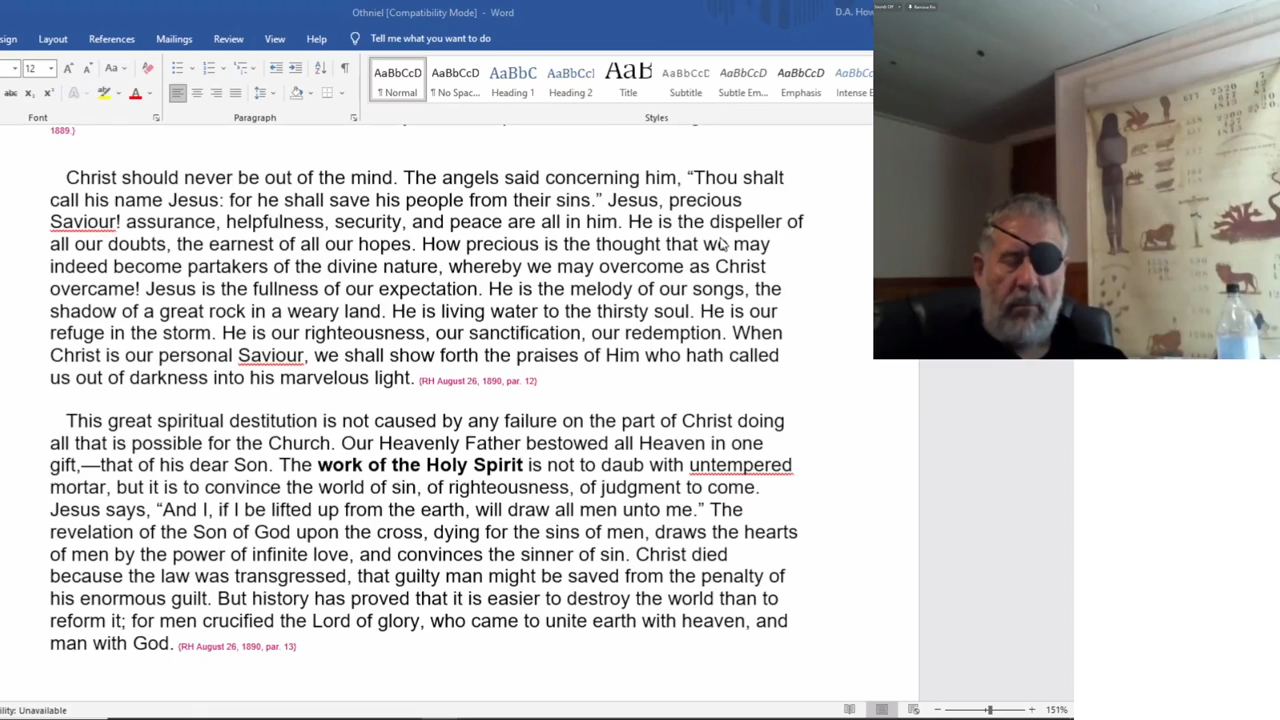 Othniel [Compatibility Mode] - Word
D.A. How
sign Layout References Mailings Review View Help Tell me what you want to do
12 Aa
AaBbCcD AaBbCcD AaBbC AaBbCcI AaB AaBbCcD AaBbCcD AaBbCcD AaBbCcD
¶ Normal ¶ No Spac... Heading 1 Heading 2 Title Subtitle Subtle Em... Emphasis Intense E
Font Paragraph Styles
1889.}
Christ should never be out of the mind. The angels said concerning him, “Thou shalt
call his name Jesus: for he shall save his people from their sins.” Jesus, precious
Saviour! assurance, helpfulness, security, and peace are all in him. He is the dispeller of
all our doubts, the earnest of all our hopes. How precious is the thought that we may
indeed become partakers of the divine nature, whereby we may overcome as Christ
overcame! Jesus is the fullness of our expectation. He is the melody of our songs, the
shadow of a great rock in a weary land. He is living water to the thirsty soul. He is our
refuge in the storm. He is our righteousness, our sanctification, our redemption. When
Christ is our personal Saviour, we shall show forth the praises of Him who hath called
us out of darkness into his marvelous light. {RH August 26, 1890, par. 12}
This great spiritual destitution is not caused by any failure on the part of Christ doing
all that is possible for the Church. Our Heavenly Father bestowed all Heaven in one
gift,—that of his dear Son. The work of the Holy Spirit is not to daub with untempered
mortar, but it is to convince the world of sin, of righteousness, of judgment to come.
Jesus says, “And I, if I be lifted up from the earth, will draw all men unto me.” The
revelation of the Son of God upon the cross, dying for the sins of men, draws the hearts
of men by the power of infinite love, and convinces the sinner of sin. Christ died
because the law was transgressed, that guilty man might be saved from the penalty of
his enormous guilt. But history has proved that it is easier to destroy the world than to
reform it; for men crucified the Lord of glory, who came to unite earth with heaven, and
man with God. {RH August 26, 1890, par. 13}
bility: Unavailable
151%
677
2520
1843